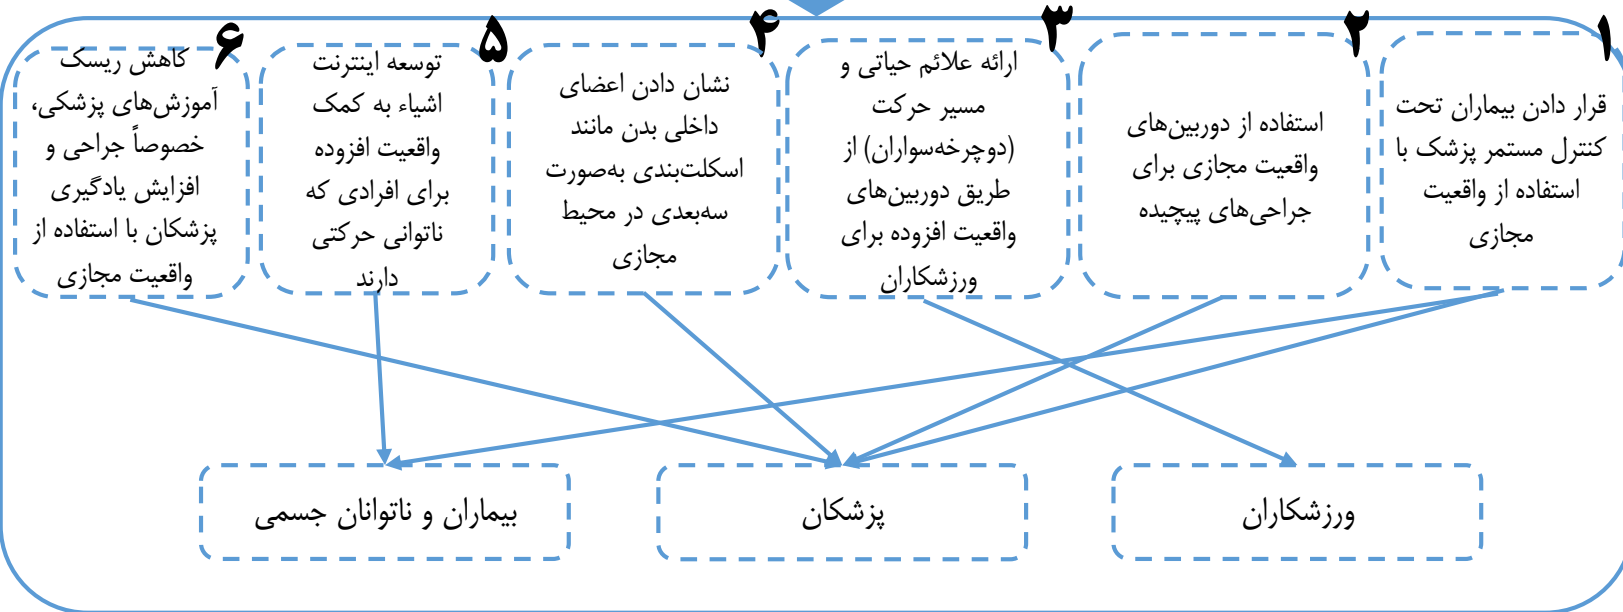 ۱
قرار دادن بیماران تحت
کنترل مستمر پزشک با
استفاده از واقعیت
مجازی
۲
استفاده از دوربین‌های
واقعیت مجازی برای
جراحی‌های پیچیده
۳
ارائه علائم حیاتی و
مسیر حرکت
(دوچرخه‌سواران) از
طریق دوربین‌های
واقعیت افزوده برای
ورزشکاران
۴
نشان دادن اعضای
داخلی بدن مانند
اسکلت‌بندی به‌صورت
سه‌بعدی در محیط
مجازی
۵
توسعه اینترنت
اشیاء به کمک
واقعیت افزوده
برای افرادی که
ناتوانی حرکتی
دارند
۶
کاهش ریسک
آموزش‌های پزشکی،
خصوصاً جراحی و
افزایش یادگیری
پزشکان با استفاده از
واقعیت مجازی
ورزشکاران
پزشکان
بیماران و ناتوانان جسمی